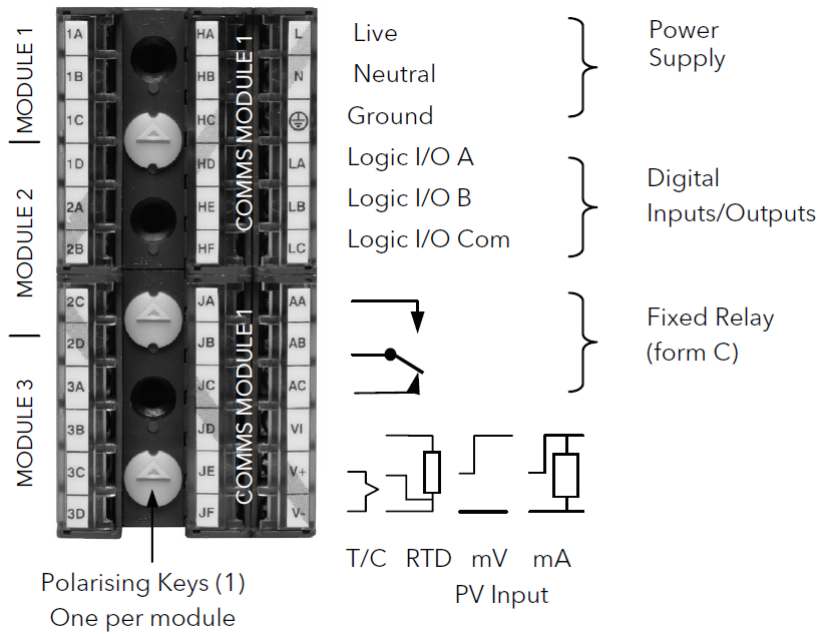 MODULE 1
MODULE 2
MODULE 3
1A
1B
1C
1D
2A
2B
2C
2D
3A
3B
3C
3D
HA
HB
HC
HD
HE
HF
JA
JB
JC
JD
JE
JF
COMMS MODULE 1
COMMS MODULE 1
L
N
LA
LB
LC
AA
AB
AC
VI
V+
V-
Live
Neutral
Ground
Power
Supply
Logic I/O A
Logic I/O B
Logic I/O Com
Digital
Inputs/Outputs
Fixed Relay
(form C)
T/C RTD mV mA
PV Input
Polarising Keys (1)
One per module